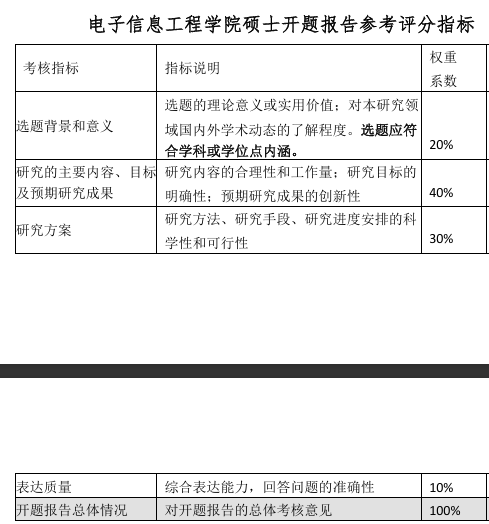 电子信息工程学院硕士开题报告参考评分指标
考核指标 指标说明 权重
系数
选题背景和意义 选题的理论意义或实用价值；对本研究领
域国内外学术动态的了解程度。选题应符
合学科或学位点内涵。 20%
研究的主要内容、目标 研究内容的合理性和工作量；研究目标的
及预期研究成果 明确性；预期研究成果的创新性 40%
研究方案 研究方法、研究手段、研究进度安排的科
学性和可行性 30%
表达质量 综合表达能力，回答问题的准确性 10%
开题报告总体情况 对开题报告的总体考核意见 100%